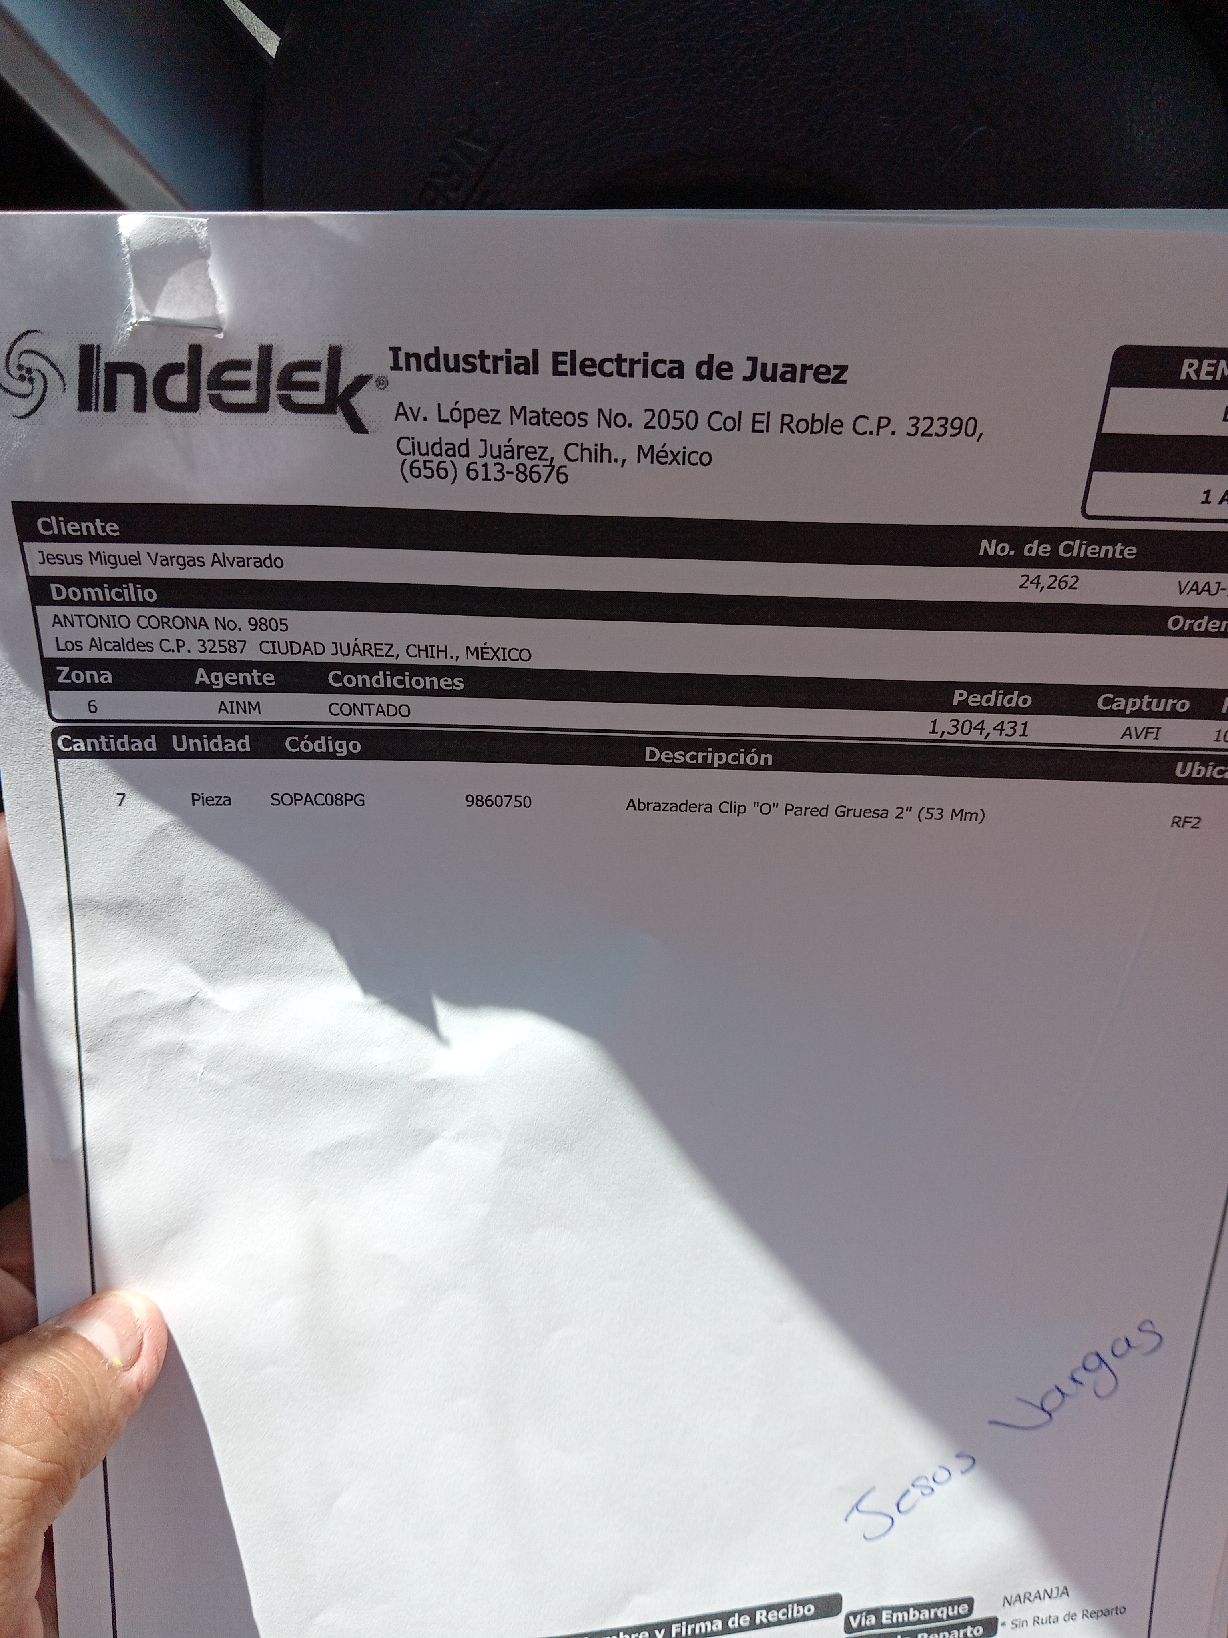 Indelek®
Industrial Electrica de Juarez
Av. López Mateos No. 2050 Col El Roble C.P. 32390,
Ciudad Juárez, Chih., México
(656) 613-8676
Cliente
No. de Cliente
Jesus Miguel Vargas Alvarado
24,262
Domicilio
ANTONIO CORONA No. 9805
Los Alcaldes C.P. 32587 CIUDAD JUÁREZ, CHIH., MÉXICO
Zona Agente Condiciones Pedido Capturo
6 AINM CONTADO 1,304,431 AVFI
Cantidad Unidad Código Descripción
7 Pieza SOPAC08PG 9860750 Abrazadera Clip "O" Pared Gruesa 2" (53 Mm) RF2
Jesus Vargas
y Firma de Recibo
Vía Embarque NARANJA
Reparto * Sin Ruta de Reparto